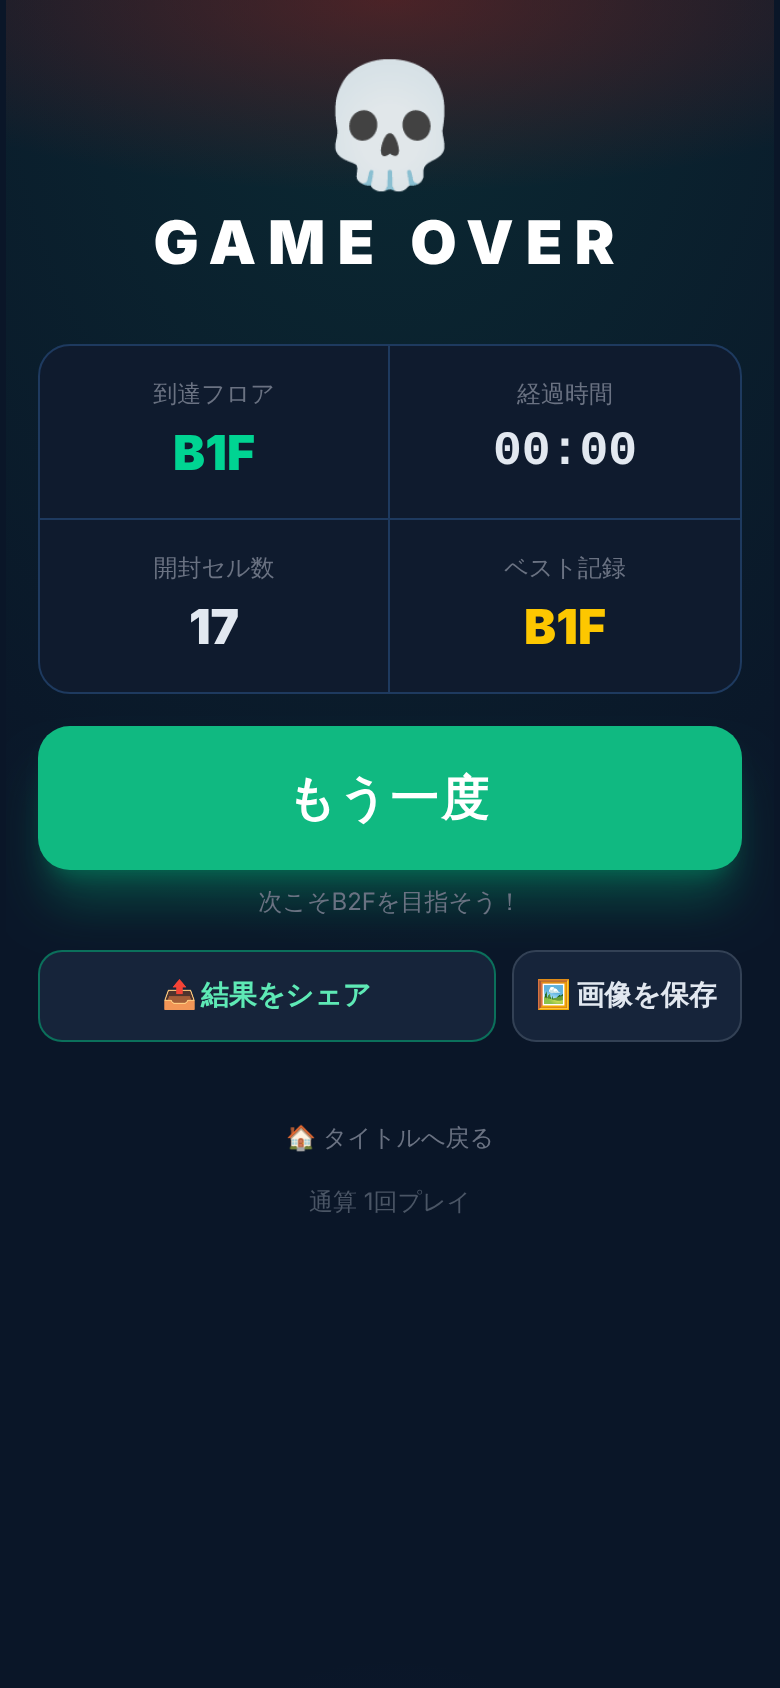 GAME OVER
到達フロア
B1F
経過時間
00:00
開封セル数
17
ベスト記録
B1F
もう一度
次こそB2Fを目指そう！
📤 結果をシェア
🖼️ 画像を保存
🏠 タイトルへ戻る
通算 1回プレイ